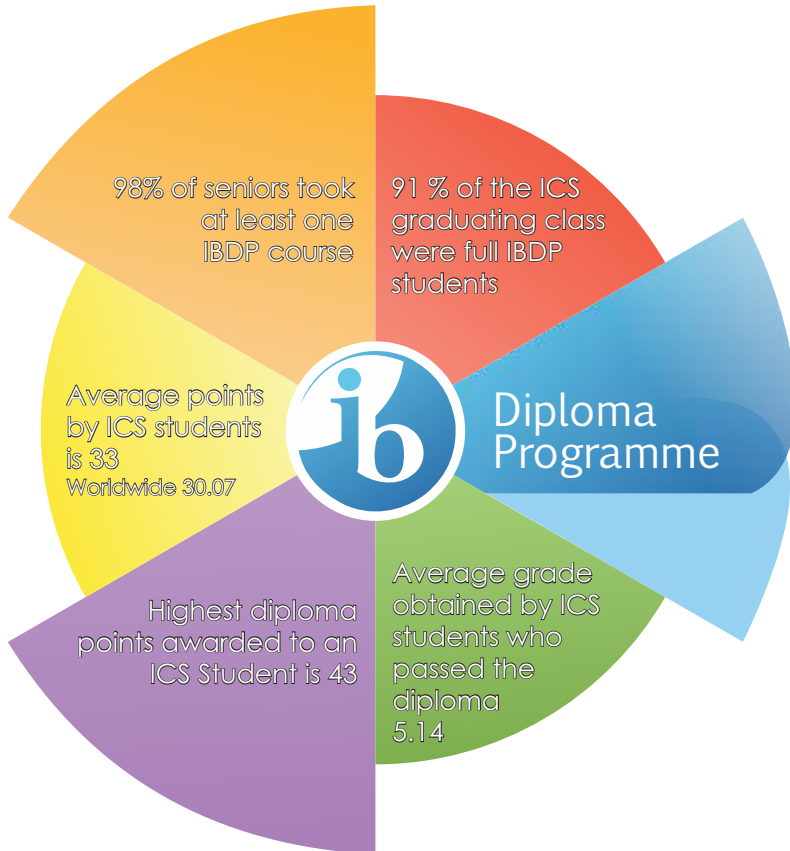 98% of seniors took
at least one
IBDP course
91 % of the ICS
graduating class
were full IBDP
students
Average points
by ICS students
is 33
Worldwide 30.07
ib
Diploma
Programme
Highest diploma
points awarded to an
ICS Student is 43
Average grade
obtained by ICS
students who
passed the
diploma
5.14